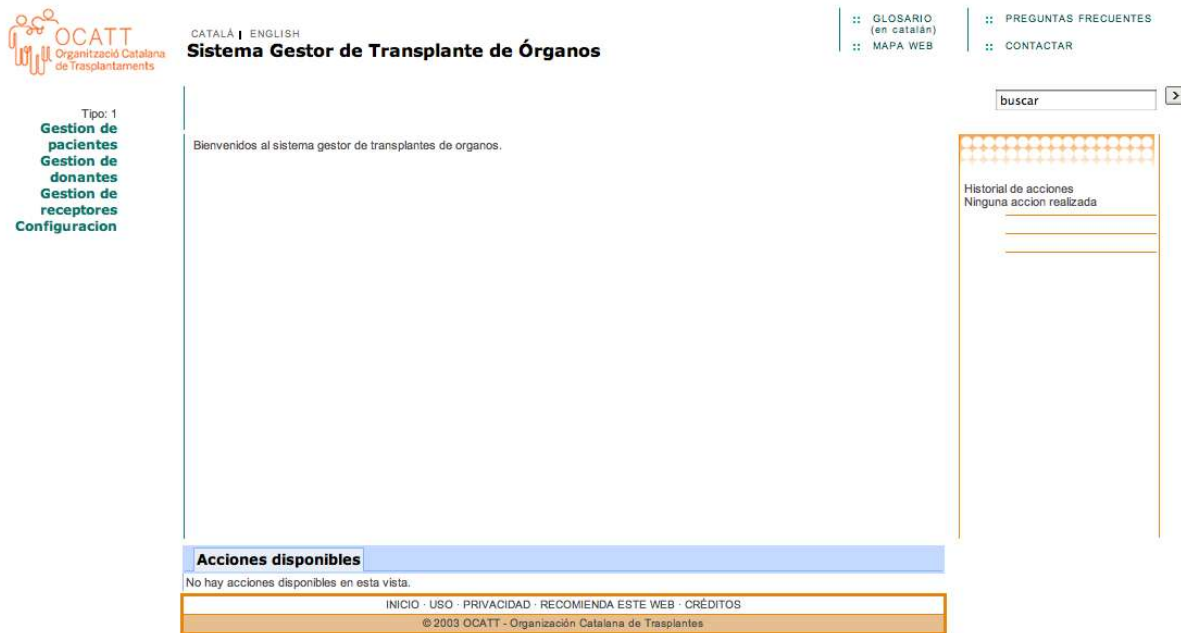 OCATT
Organització Catalana
de Trasplantaments
CATALÀ | ENGLISH
Sistema Gestor de Transplante de Órganos
:: GLOSARIO
(en catalán)
:: MAPA WEB
:: PREGUNTAS FRECUENTES
:: CONTACTAR
buscar
>
Tipo: 1
Gestion de
pacientes
Gestion de
donantes
Gestion de
receptores
Configuracion
Bienvenidos al sistema gestor de transplantes de organos.
Historial de acciones
Ninguna accion realizada
Acciones disponibles
No hay acciones disponibles en esta vista.
INICIO · USO · PRIVACIDAD · RECOMIENDA ESTE WEB · CRÉDITOS
© 2003 OCATT - Organización Catalana de Trasplantes